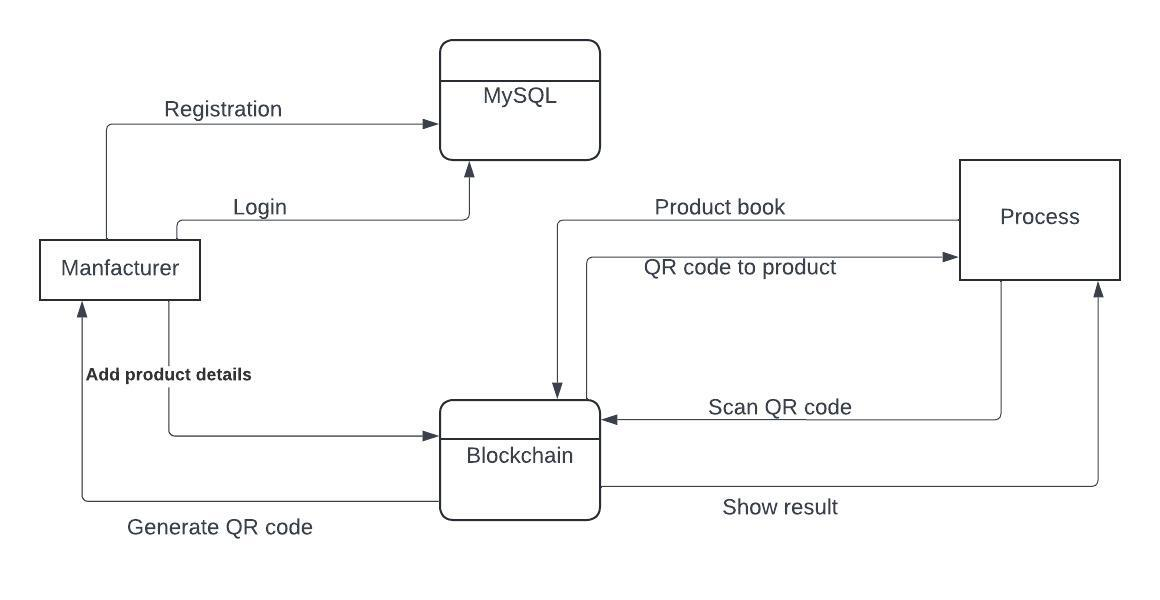 MySQL
Registration
Login
Product book
Process
Manfacturer
QR code to product
Add product details
Scan QR code
Blockchain
Show result
Generate QR code